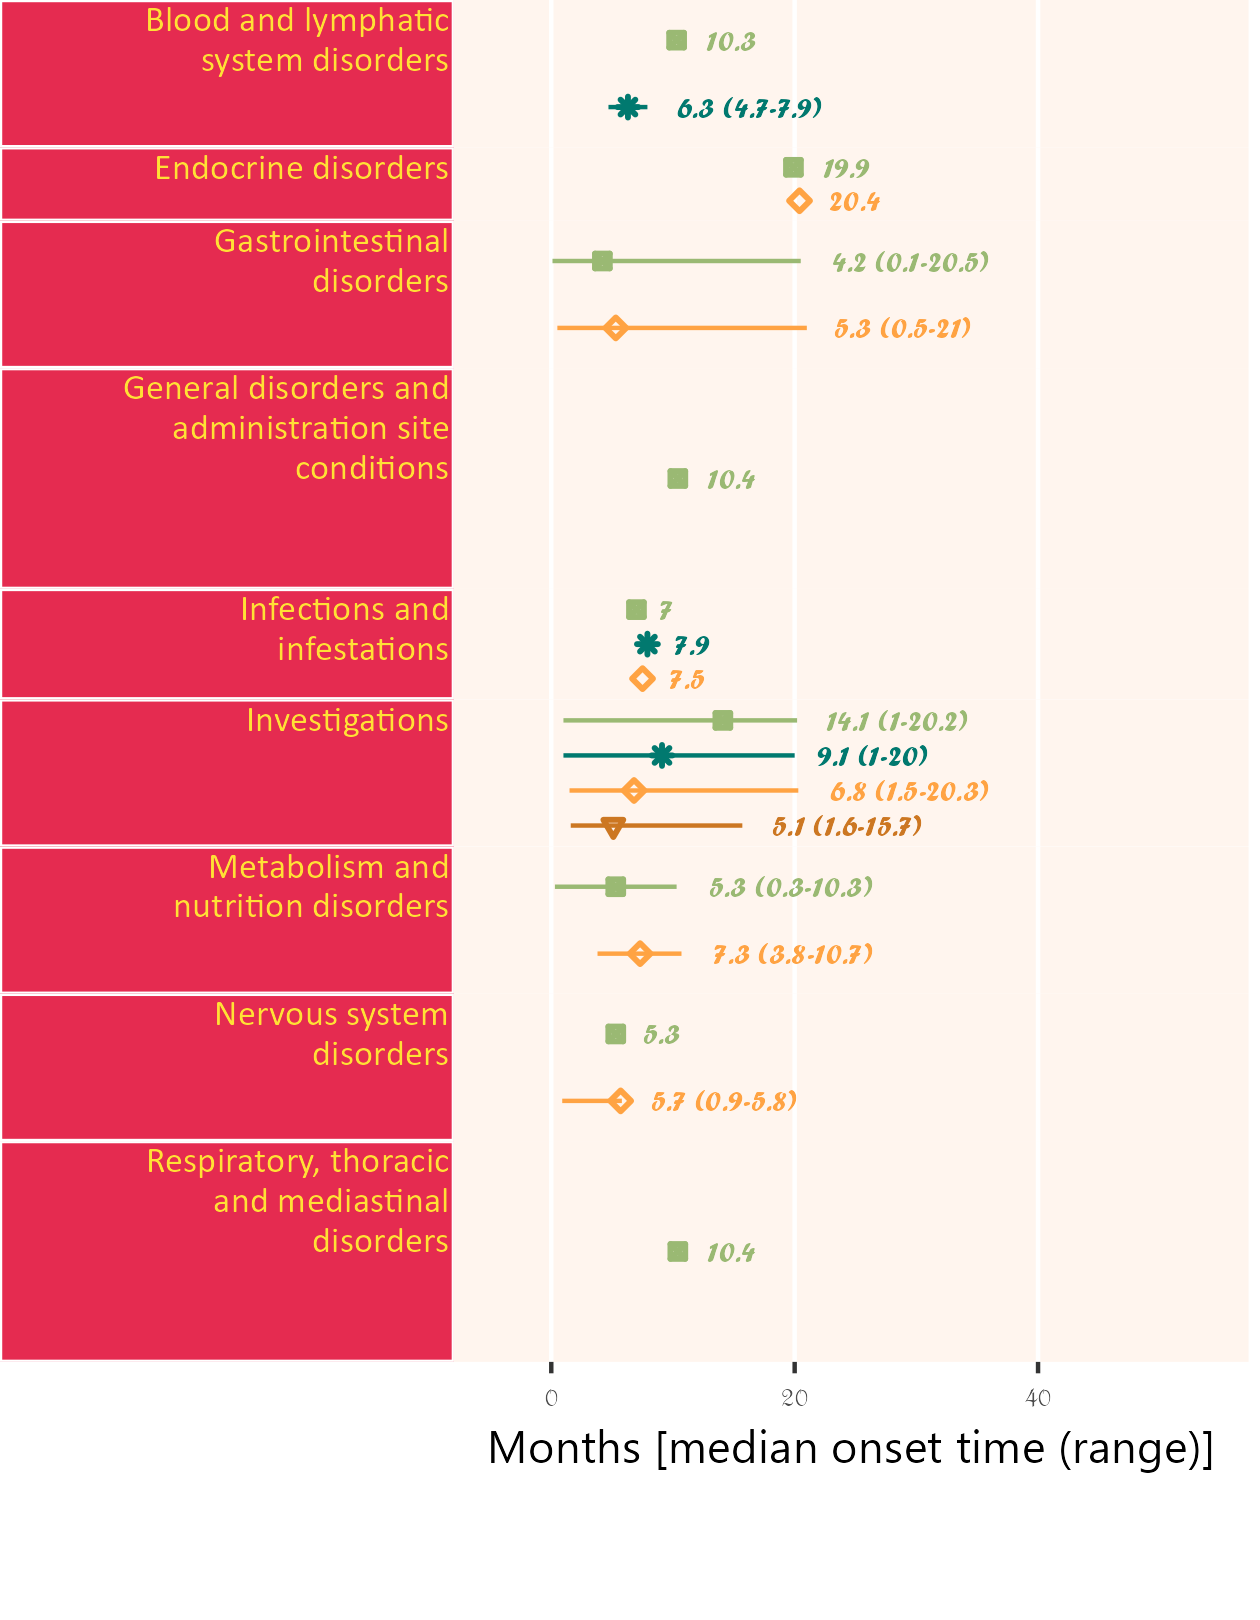 Blood and lymphatic
system disorders
10.3
6.3 (4.7-7.9)
Endocrine disorders
19.9
20.4
Gastrointestinal
disorders
4.2 (0.1-20.5)
5.3 (0.5-21)
General disorders and
administration site
conditions
10.4
Infections and
infestations
7
7.9
7.5
Investigations
14.1 (1-20.2)
9.1 (1-20)
6.8 (1.5-20.3)
5.1 (1.6-15.7)
Metabolism and
nutrition disorders
5.3 (0.3-10.3)
7.3 (3.8-10.7)
Nervous system
disorders
5.3
5.7 (0.9-5.8)
Respiratory, thoracic
and mediastinal
disorders
10.4
0 20 40
Months [median onset time (range)]